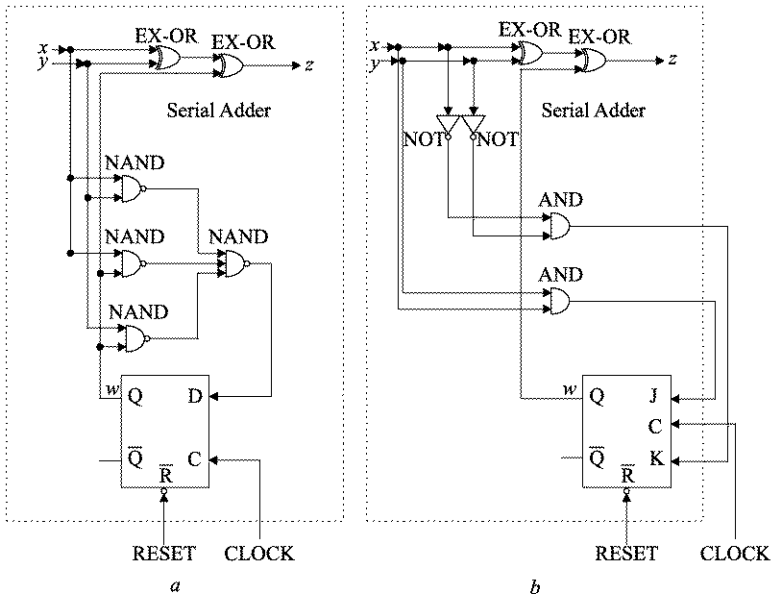 EX-OR
EX-OR
x
y
z
Serial Adder
NAND
NAND
NAND
NAND
w
Q
D
Q̅
C
R̅
RESET
CLOCK
a
EX-OR
EX-OR
x
y
z
Serial Adder
NOT
NOT
AND
AND
w
Q
J
C
Q̅
K
R̅
RESET
CLOCK
b